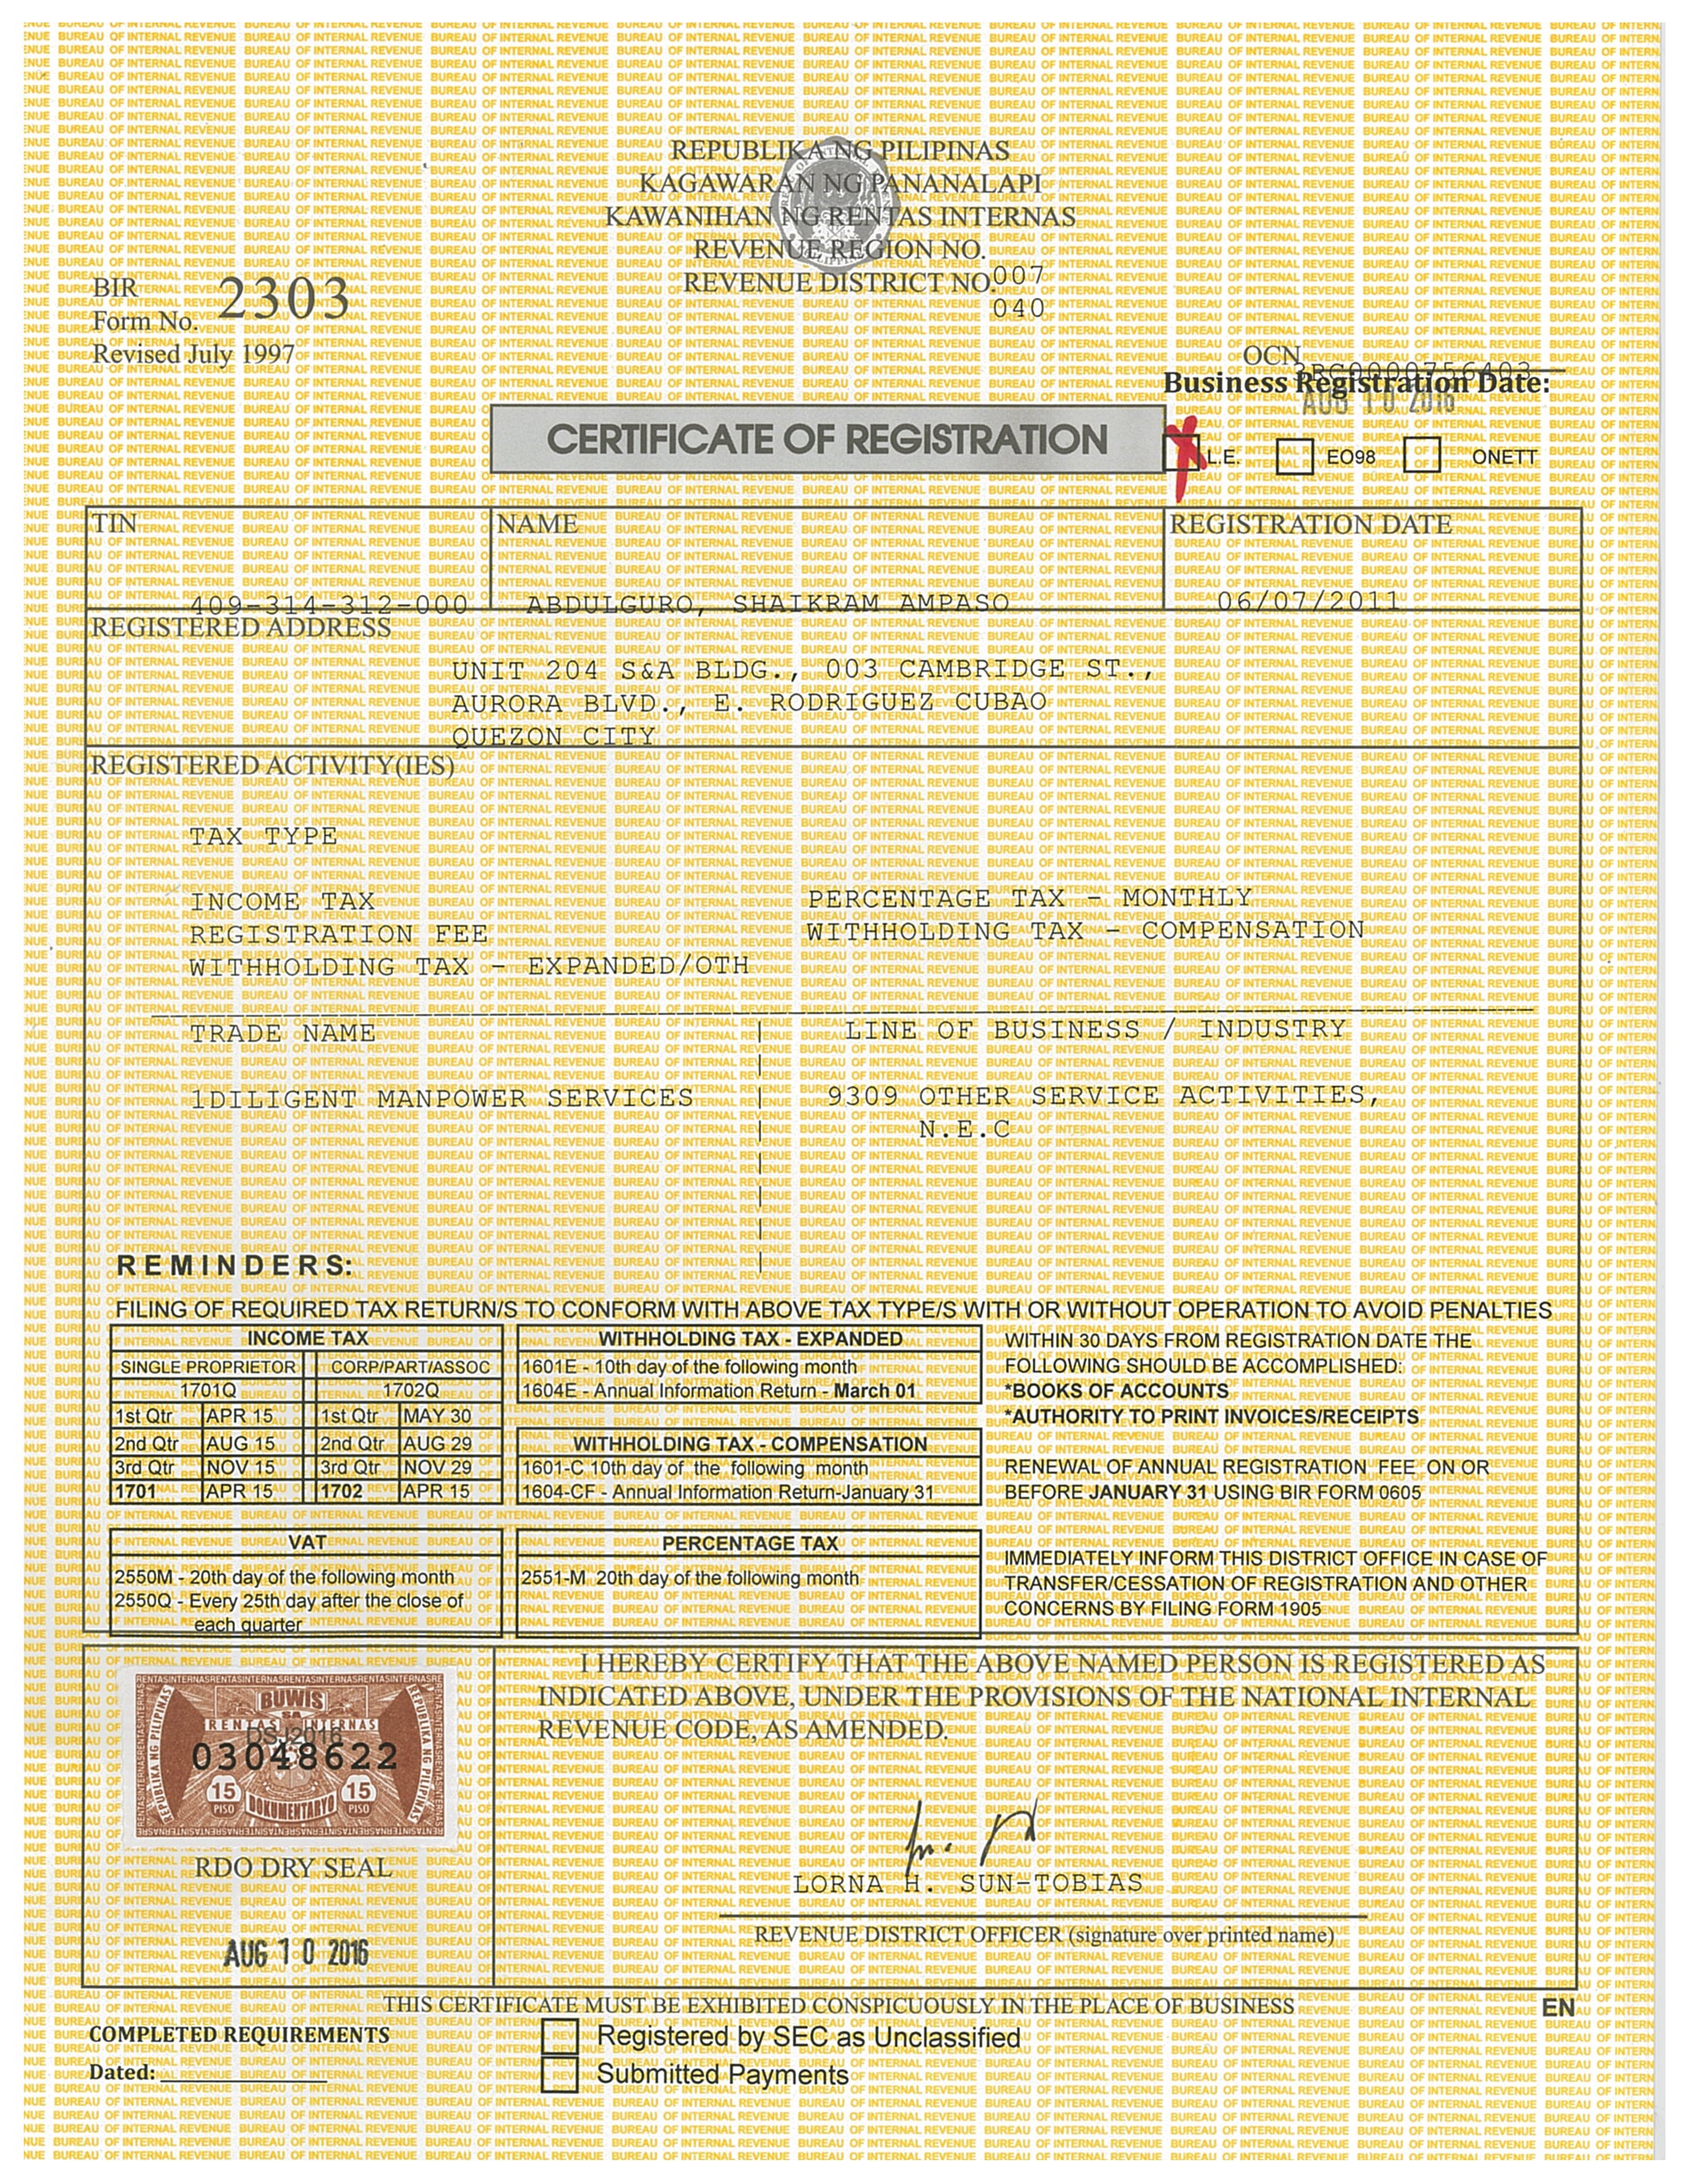 REPUBLIKA NG PILIPINAS
KAGAWARAN NG PANANALAPI
KAWANIHAN NG RENTAS INTERNAS
REVENUE REGION NO.
REVENUE DISTRICT NO. 007
040
BIR
Form No. 2303
Revised July 1997
OCN
Business Registration Date:
AUG 10 2016
CERTIFICATE OF REGISTRATION
L.E. EO98 ONETT
TIN NAME REGISTRATION DATE
409-314-312-000 ABDULGURO, SHAIKRAM AMPASO 06/07/2011
REGISTERED ADDRESS
UNIT 204 S&A BLDG., 003 CAMBRIDGE ST.,
AURORA BLVD., E. RODRIGUEZ CUBAO
QUEZON CITY
REGISTERED ACTIVITY(IES)
TAX TYPE
INCOME TAX PERCENTAGE TAX - MONTHLY
REGISTRATION FEE WITHHOLDING TAX - COMPENSATION
WITHHOLDING TAX - EXPANDED/OTH
TRADE NAME LINE OF BUSINESS / INDUSTRY
1DILIGENT MANPOWER SERVICES 9309 OTHER SERVICE ACTIVITIES,
N.E.C
REMINDERS:
FILING OF REQUIRED TAX RETURN/S TO CONFORM WITH ABOVE TAX TYPE/S WITH OR WITHOUT OPERATION TO AVOID PENALTIES
INCOME TAX
SINGLE PROPRIETOR CORP/PART/ASSOC
1701Q 1702Q
1st Qtr APR 15 1st Qtr MAY 30
2nd Qtr AUG 15 2nd Qtr AUG 29
3rd Qtr NOV 15 3rd Qtr NOV 29
1701 APR 15 1702 APR 15
WITHHOLDING TAX - EXPANDED
1601E - 10th day of the following month
1604E - Annual Information Return - March 01
WITHHOLDING TAX - COMPENSATION
1601-C 10th day of the following month
1604-CF - Annual Information Return-January 31
WITHIN 30 DAYS FROM REGISTRATION DATE THE
FOLLOWING SHOULD BE ACCOMPLISHED:
*BOOKS OF ACCOUNTS
*AUTHORITY TO PRINT INVOICES/RECEIPTS
RENEWAL OF ANNUAL REGISTRATION FEE ON OR
BEFORE JANUARY 31 USING BIR FORM 0605
VAT
2550M - 20th day of the following month
2550Q - Every 25th day after the close of
each quarter
PERCENTAGE TAX
2551-M 20th day of the following month
IMMEDIATELY INFORM THIS DISTRICT OFFICE IN CASE OF
TRANSFER/CESSATION OF REGISTRATION AND OTHER
CONCERNS BY FILING FORM 1905
BUWIS
SA
RENTAS INTERNAS
03048622
15 15
PISO DOKUMENTARYO PISO
REPUBLIKA NG PILIPINAS
REPUBLIKA NG PILIPINAS
RDO DRY SEAL
AUG 10 2016
I HEREBY CERTIFY THAT THE ABOVE NAMED PERSON IS REGISTERED AS
INDICATED ABOVE, UNDER THE PROVISIONS OF THE NATIONAL INTERNAL
REVENUE CODE, AS AMENDED.
LORNA H. SUN-TOBIAS
REVENUE DISTRICT OFFICER (signature over printed name)
THIS CERTIFICATE MUST BE EXHIBITED CONSPICUOUSLY IN THE PLACE OF BUSINESS
EN
COMPLETED REQUIREMENTS
Dated:
Registered by SEC as Unclassified
Submitted Payments